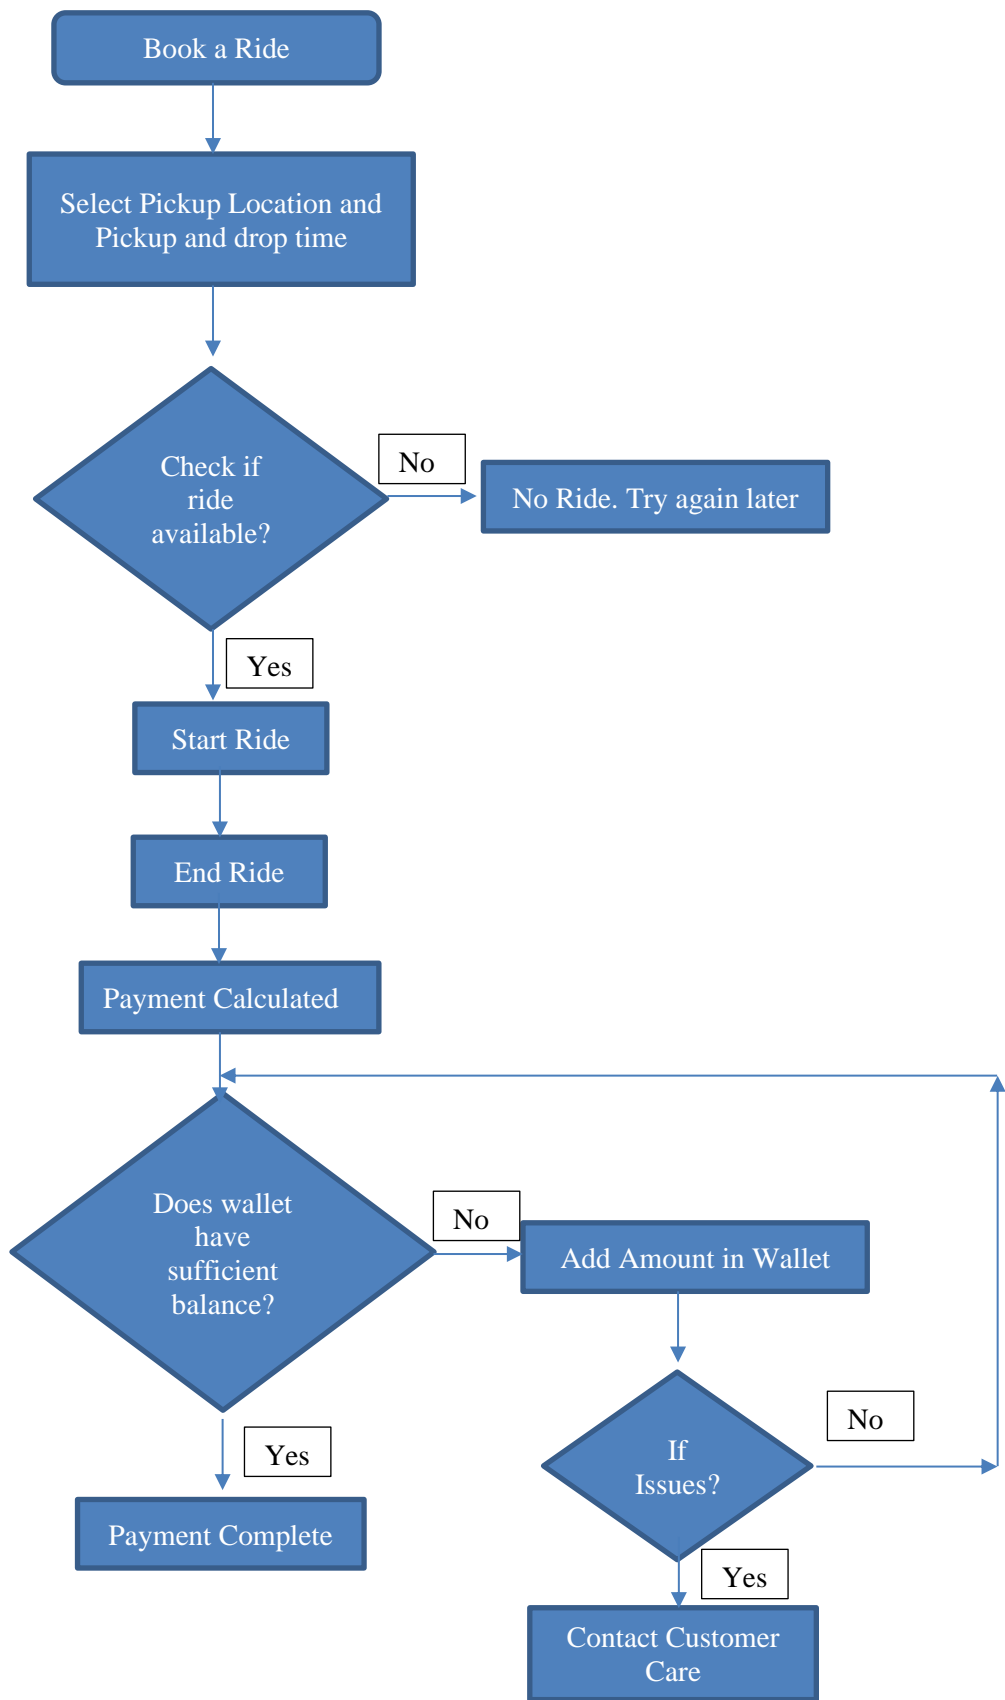 Book a Ride
Select Pickup Location and
Pickup and drop time
Check if
ride
available?
No
No Ride. Try again later
Yes
Start Ride
End Ride
Payment Calculated
Does wallet
have
sufficient
balance?
No
Add Amount in Wallet
If
Issues?
No
Yes
Payment Complete
Yes
Contact Customer
Care